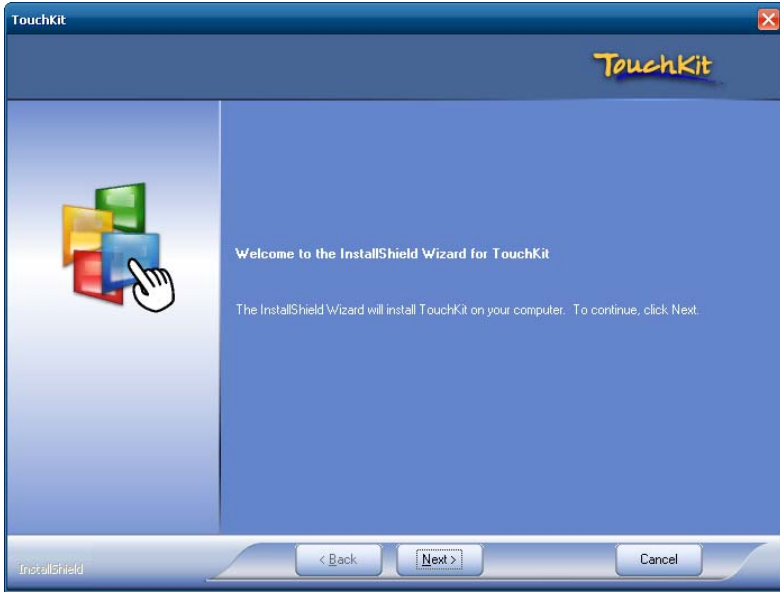 TouchKit
TouchKit
Welcome to the InstallShield Wizard for TouchKit
The InstallShield Wizard will install TouchKit on your computer.  To continue, click Next.
InstallShield
< Back
Next >
Cancel